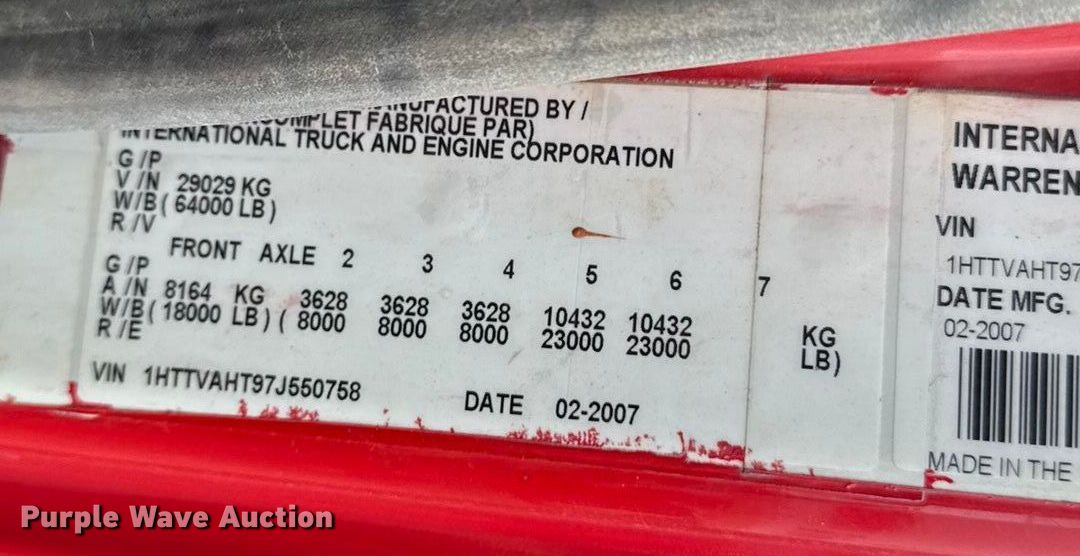 MANUFACTURED BY /
INCOMPLET FABRIQUE PAR)
INTERNATIONAL TRUCK AND ENGINE CORPORATION
G /P
V /N 29029 KG
W/B ( 64000 LB )
R /V
FRONT AXLE 2 3 4 5 6 7
G /P
A /N 8164 KG 3628 3628 3628 10432 10432 KG
W/B ( 18000 LB ) ( 8000 8000 8000 23000 23000 LB)
R /E
VIN 1HTTVAHT97J550758 DATE 02-2007
INTERNA
WARREN
VIN
1HTTVAHT97
DATE MFG.
02-2007
MADE IN THE
Purple Wave Auction